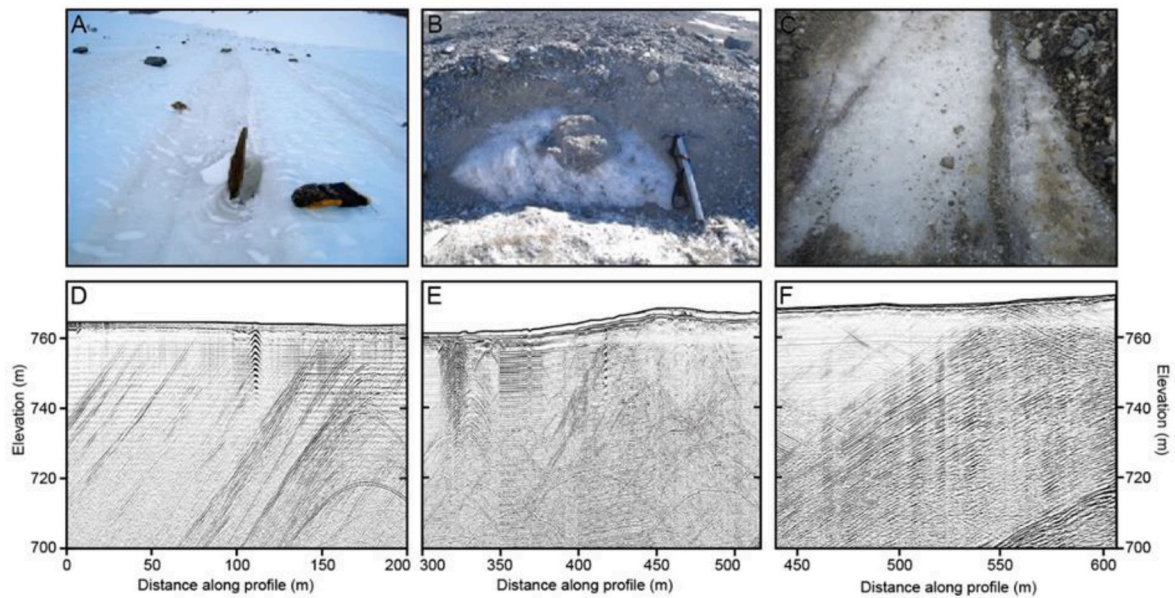 A
B
C
D
E
F
760
740
720
700
Elevation (m)
0
50
100
150
200
Distance along profile (m)
300
350
400
450
500
Distance along profile (m)
450
500
550
600
Distance along profile (m)
760
740
720
700
Elevation (m)